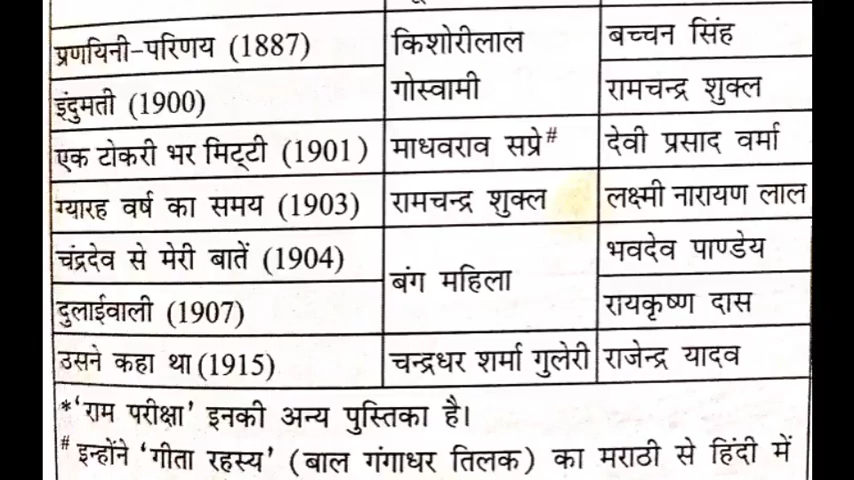 प्रणयिनी-परिणय (1887) किशोरीलाल बच्चन सिंह
इंदुमती (1900) गोस्वामी रामचन्द्र शुक्ल
एक टोकरी भर मिट्टी (1901) माधवराव सप्रे# देवी प्रसाद वर्मा
ग्यारह वर्ष का समय (1903) रामचन्द्र शुक्ल लक्ष्मी नारायण लाल
चंद्रदेव से मेरी बातें (1904) बंग महिला भवदेव पाण्डेय
दुलाईवाली (1907) रायकृष्ण दास
उसने कहा था (1915) चन्द्रधर शर्मा गुलेरी राजेन्द्र यादव
*‘राम परीक्षा’ इनकी अन्य पुस्तिका है।
#इन्होंने ‘गीता रहस्य’ (बाल गंगाधर तिलक) का मराठी से हिंदी में